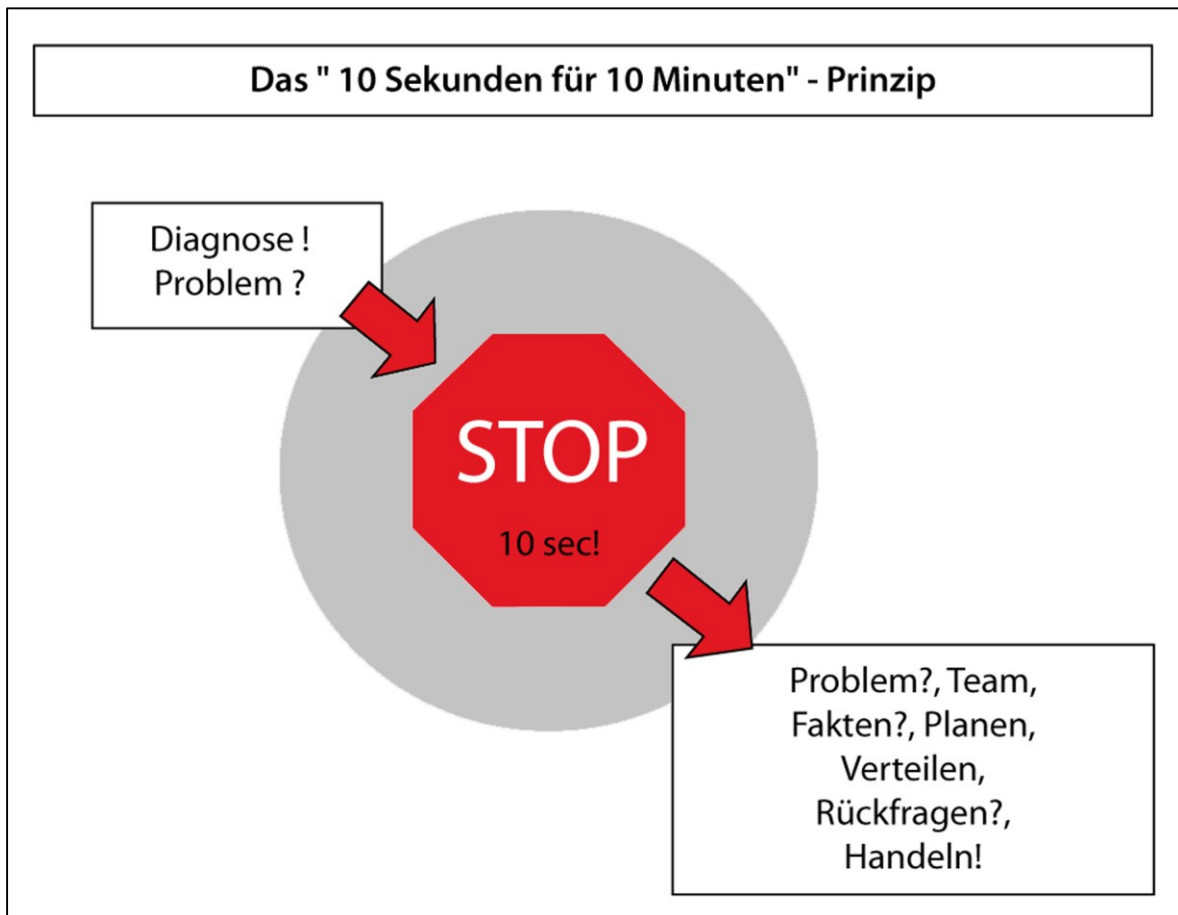 Das " 10 Sekunden für 10 Minuten" - Prinzip
Diagnose !
Problem ?
STOP
10 sec!
Problem?, Team,
Fakten?, Planen,
Verteilen,
Rückfragen?,
Handeln!